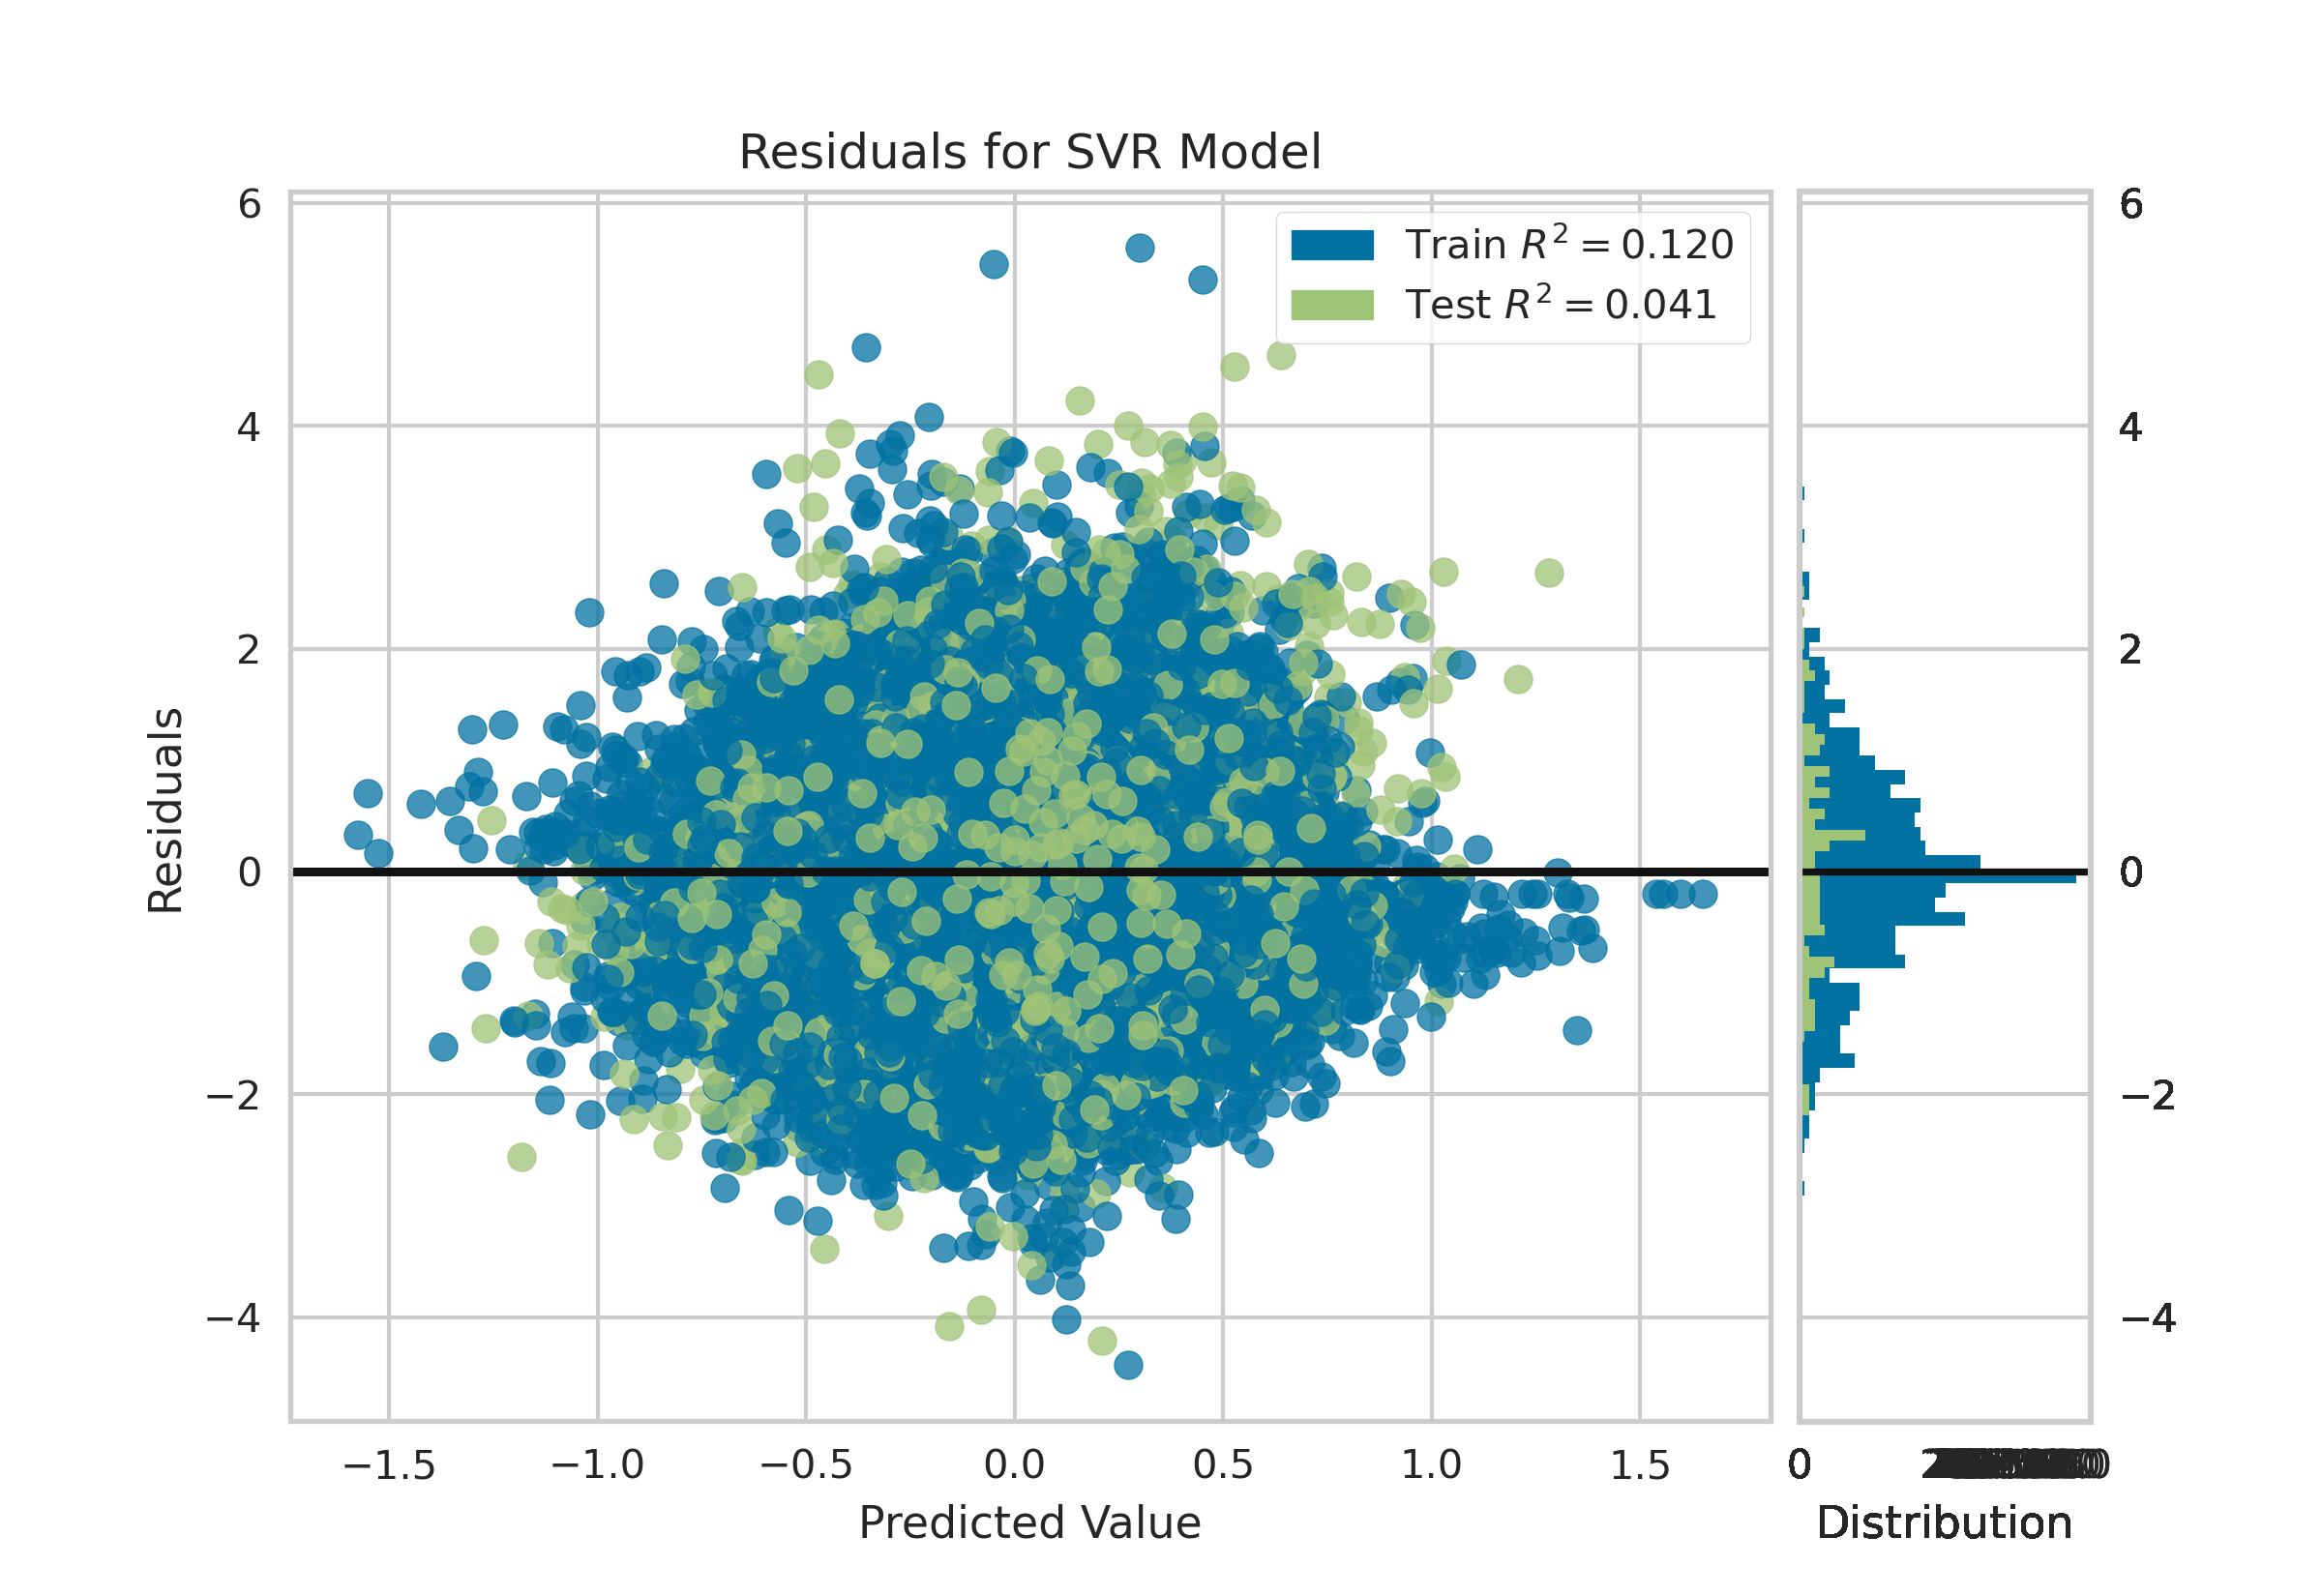 Residuals for SVR Model
Train R² = 0.120
Test R² = 0.041
Residuals
6
4
2
0
−2
−4
6
4
2
0
−2
−4
−1.5 −1.0 −0.5 0.0 0.5 1.0 1.5
0
Predicted Value
Distribution